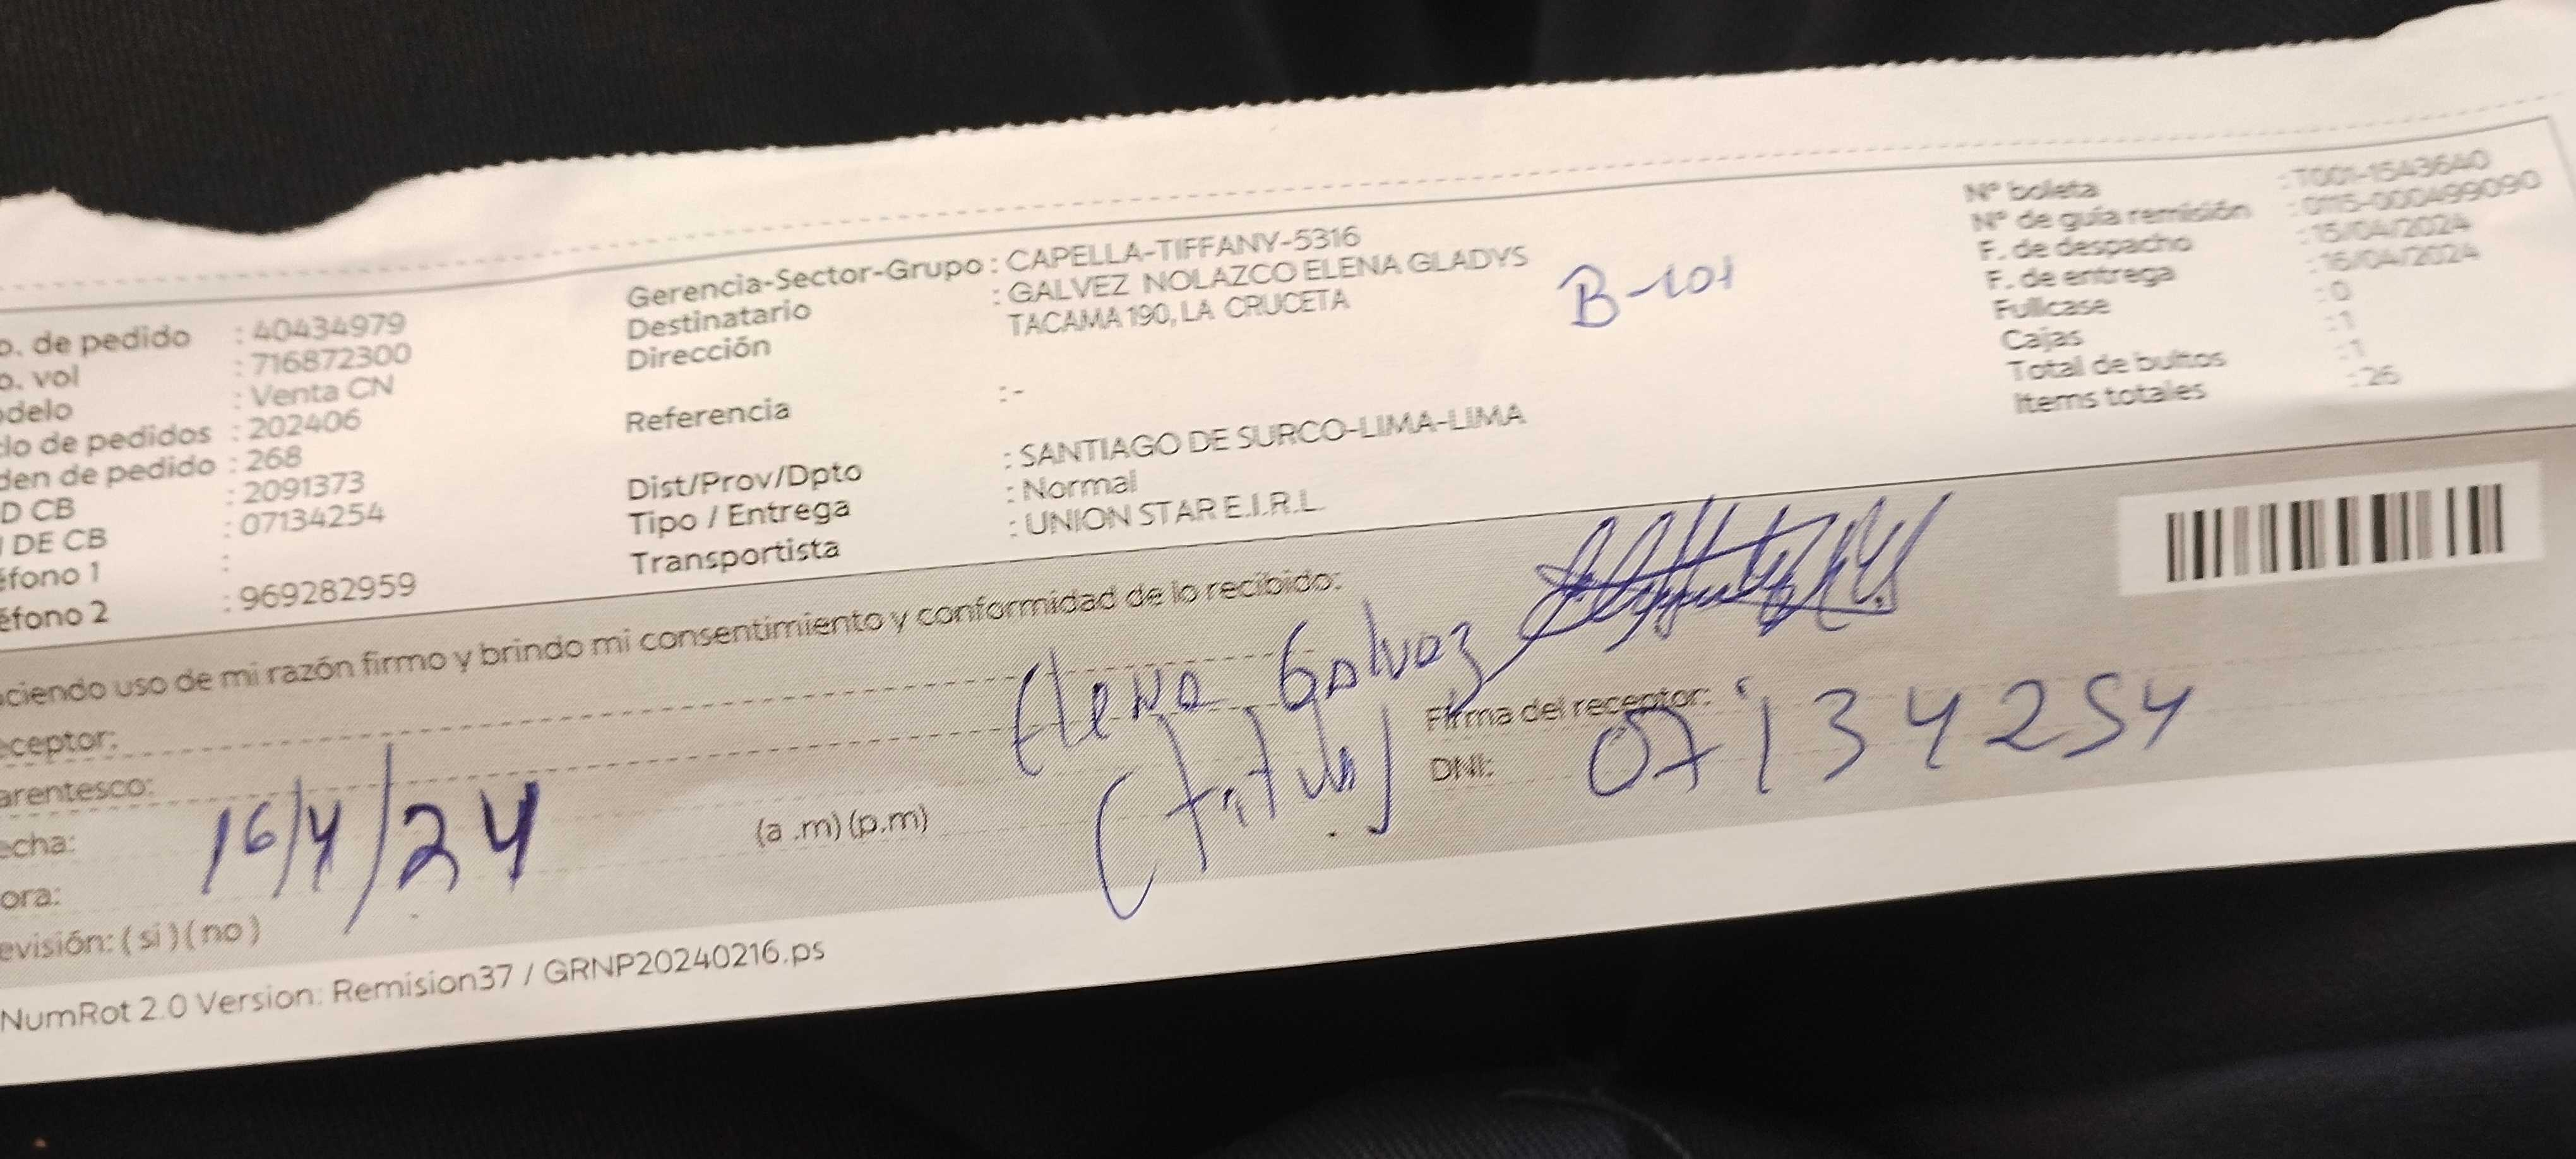 o. de pedido : 40434979
o. vol : 716872300
odelo : Venta CN
clo de pedidos : 202406
den de pedido : 268
D CB : 2091373
I DE CB : 07134254
éfono 1 :
éfono 2 : 969282959
Gerencia-Sector-Grupo : CAPELLA-TIFFANY-5316
Destinatario : GALVEZ NOLAZCO ELENA GLADYS
Dirección TACAMA 190, LA CRUCETA
B-101
Referencia : -
Dist/Prov/Dpto : SANTIAGO DE SURCO-LIMA-LIMA
Tipo / Entrega : Normal
Transportista : UNION STAR E.I.R.L.
N° boleta : T001-1543640
N° de guia remisión : 0115-000499090
F. de despacho : 15/04/2024
F. de entrega : 16/04/2024
Fullcase : 0
Cajas : 1
Total de bultos : 1
Items totales : 26
ciendo uso de mi razón firmo y brindo mi consentimiento y conformidad de lo recibido:
eceptor: Elena Galvez
arentesco: (titular)
echa: 16/4/24
ora: (a .m) (p.m)
evisión: ( si ) ( no )
Firma del receptor:
DNI: 07134254
NumRot 2.0 Version: Remision37 / GRNP20240216.ps